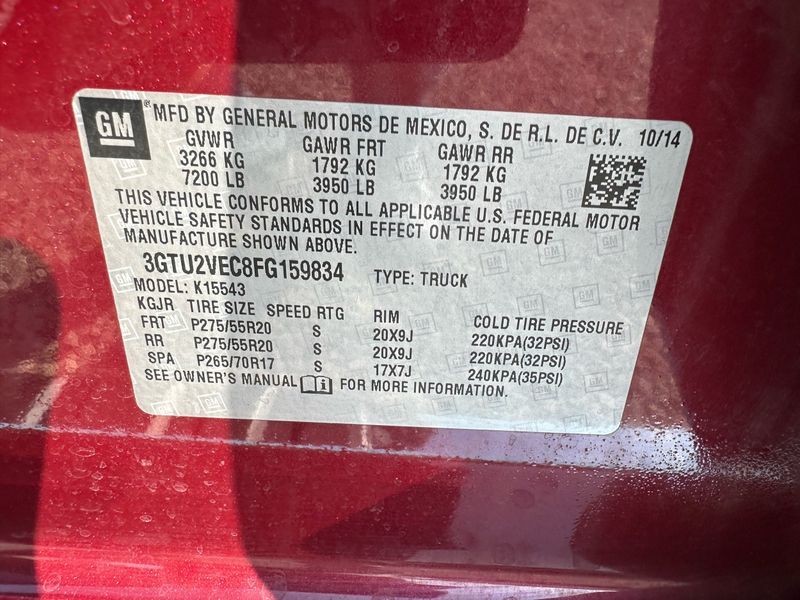 GM® MFD BY GENERAL MOTORS DE MEXICO, S. DE R.L. DE C.V. 10/14
GVWR GAWR FRT GAWR RR
3266 KG 1792 KG 1792 KG
7200 LB 3950 LB 3950 LB
THIS VEHICLE CONFORMS TO ALL APPLICABLE U.S. FEDERAL MOTOR
VEHICLE SAFETY STANDARDS IN EFFECT ON THE DATE OF
MANUFACTURE SHOWN ABOVE.
3GTU2VEC8FG159834 TYPE: TRUCK
MODEL: K15543
KGJR TIRE SIZE SPEED RTG RIM COLD TIRE PRESSURE
FRT P275/55R20 S 20X9J 220KPA(32PSI)
RR P275/55R20 S 20X9J 220KPA(32PSI)
SPA P265/70R17 S 17X7J 240KPA(35PSI)
SEE OWNER'S MANUAL FOR MORE INFORMATION.